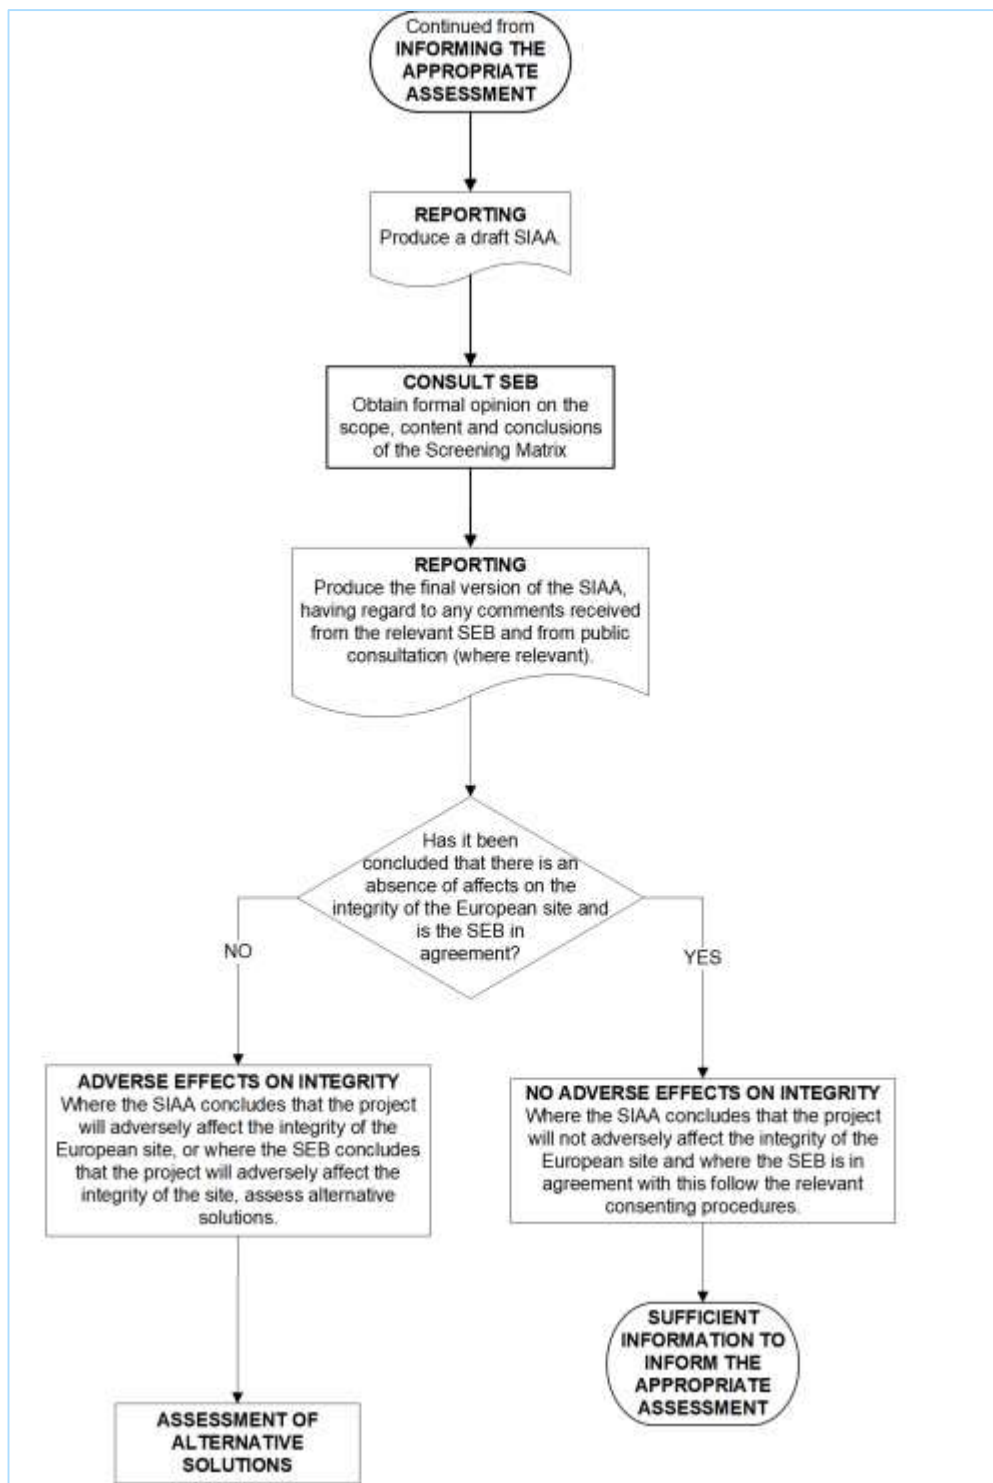 Continued from
INFORMING THE
APPROPRIATE
ASSESSMENT
REPORTING
Produce a draft SIAA.
CONSULT SEB
Obtain formal opinion on the
scope, content and conclusions
of the Screening Matrix
REPORTING
Produce the final version of the SIAA,
having regard to any comments received
from the relevant SEB and from public
consultation (where relevant).
Has it been
concluded that there is an
absence of affects on the
integrity of the European site and
is the SEB in
agreement?
NO
YES
ADVERSE EFFECTS ON INTEGRITY
Where the SIAA concludes that the project
will adversely affect the integrity of the
European site, or where the SEB concludes
that the project will adversely affect the
integrity of the site, assess alternative
solutions.
NO ADVERSE EFFECTS ON INTEGRITY
Where the SIAA concludes that the project
will not adversely affect the integrity of the
European site and where the SEB is in
agreement with this follow the relevant
consenting procedures.
SUFFICIENT
INFORMATION TO
INFORM THE
APPROPRIATE
ASSESSMENT
ASSESSMENT OF
ALTERNATIVE
SOLUTIONS